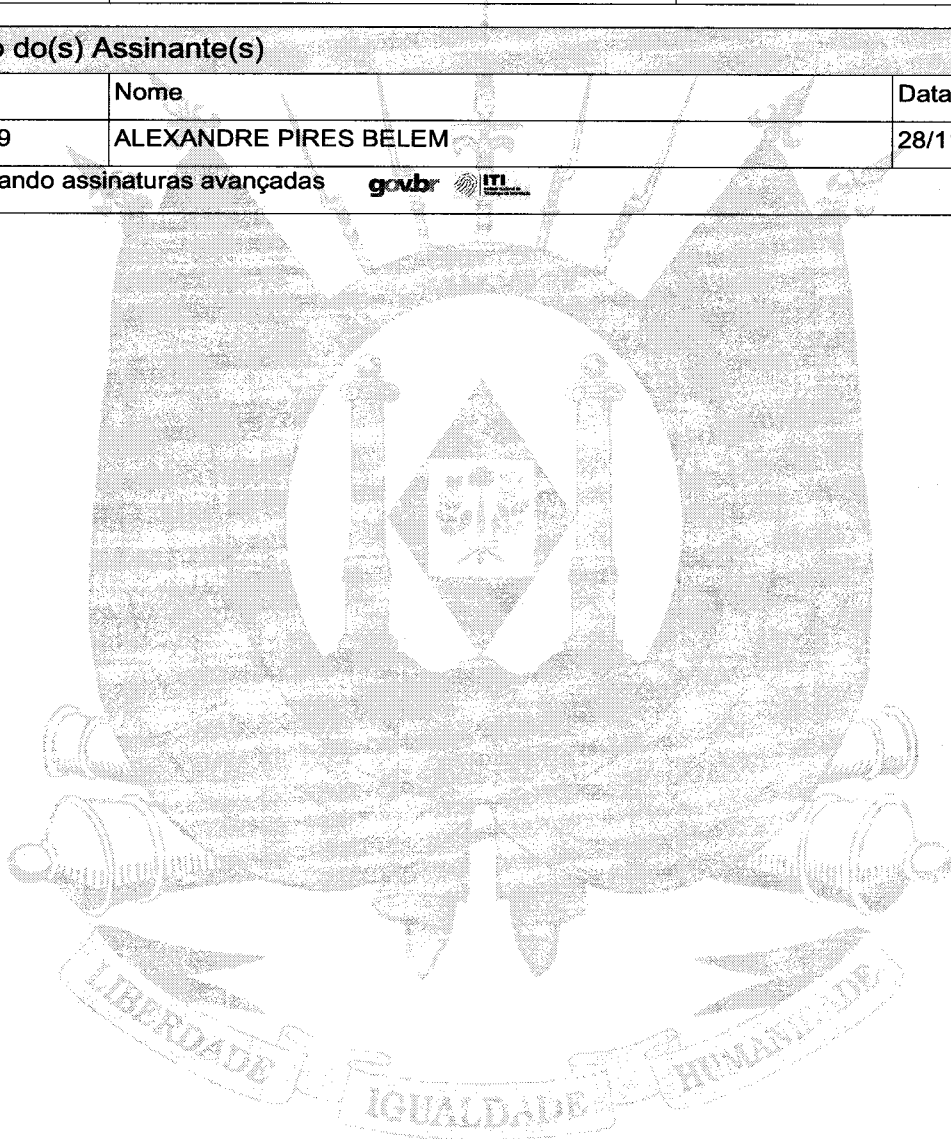 o do(s) Assinante(s)
Nome Data
9 ALEXANDRE PIRES BELEM 28/1
ando assinaturas avançadas gov.br ITI
LIBERDADE IGUALDADE HUMANIDADE